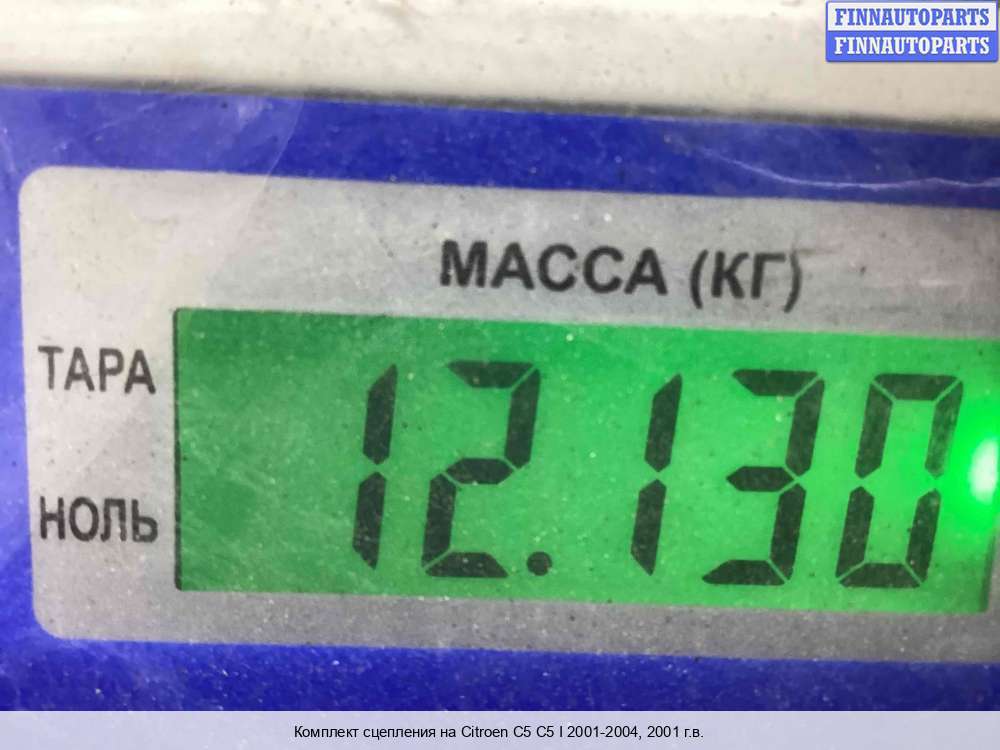 FINNAUTOPARTS
FINNAUTOPARTS
МАССА (КГ)
ТАРА
12.130
НОЛЬ
Комплект сцепления на Citroen C5 C5 I 2001-2004, 2001 г.в.